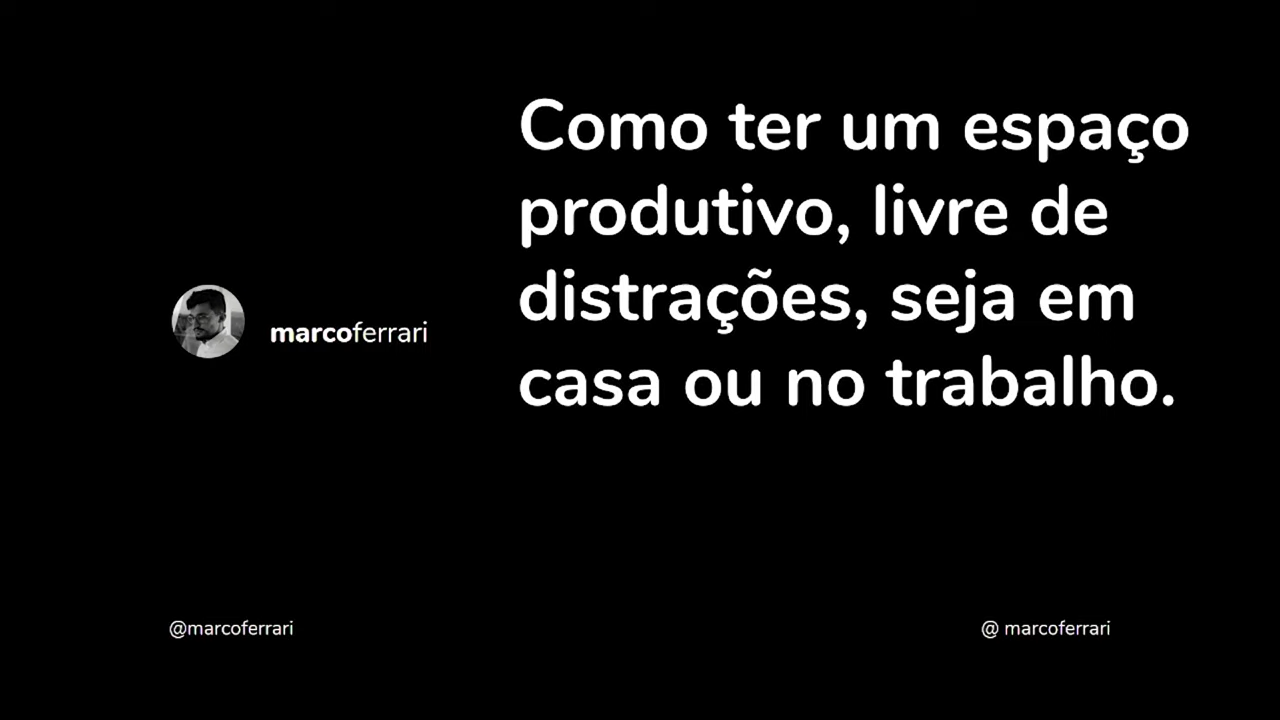 Como ter um espaço
produtivo, livre de
distrações, seja em
casa ou no trabalho.
marcoferrari
@marcoferrari
@ marcoferrari